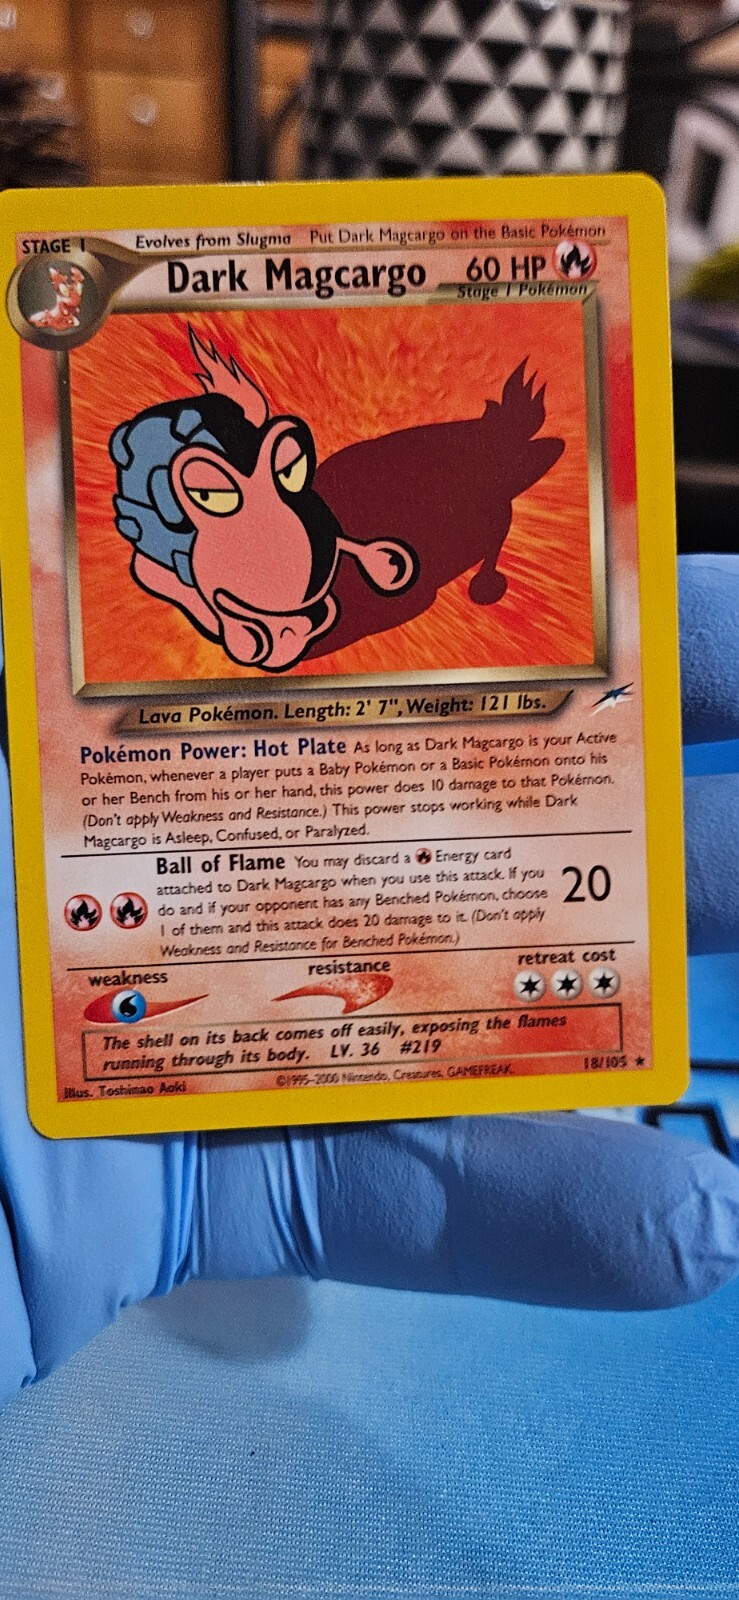 STAGE 1 Evolves from Slugma Put Dark Magcargo on the Basic Pokémon
Dark Magcargo 60 HP
Stage 1 Pokémon
Lava Pokémon. Length: 2' 7", Weight: 121 lbs.
Pokémon Power: Hot Plate As long as Dark Magcargo is your Active
Pokémon, whenever a player puts a Baby Pokémon or a Basic Pokémon onto his
or her Bench from his or her hand, this power does 10 damage to that Pokémon.
(Don't apply Weakness and Resistance.) This power stops working while Dark
Magcargo is Asleep, Confused, or Paralyzed.
Ball of Flame You may discard a Energy card
attached to Dark Magcargo when you use this attack. If you
do and if your opponent has any Benched Pokémon, choose
1 of them and this attack does 20 damage to it. (Don't apply
Weakness and Resistance for Benched Pokémon.)
20
weakness
resistance
retreat cost
The shell on its back comes off easily, exposing the flames
running through its body. LV. 36 #219
Illus. Toshinao Aoki
©1995-2000 Nintendo, Creatures, GAMEFREAK.
18/105 ★